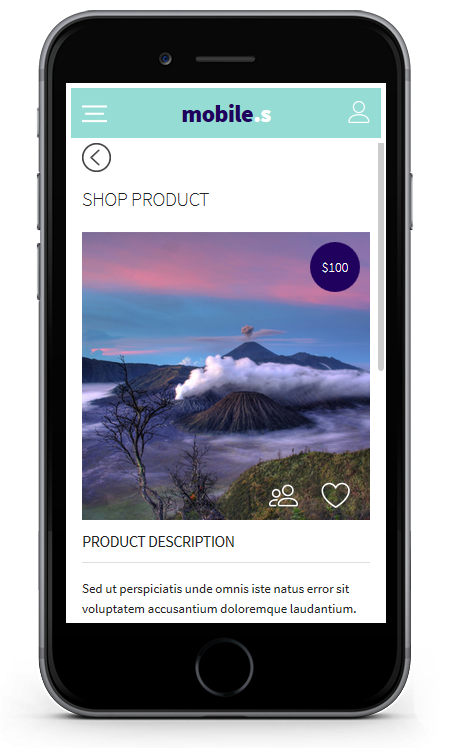 mobile.s
SHOP PRODUCT
$100
PRODUCT DESCRIPTION
Sed ut perspiciatis unde omnis iste natus error sit
voluptatem accusantium doloremque laudantium.